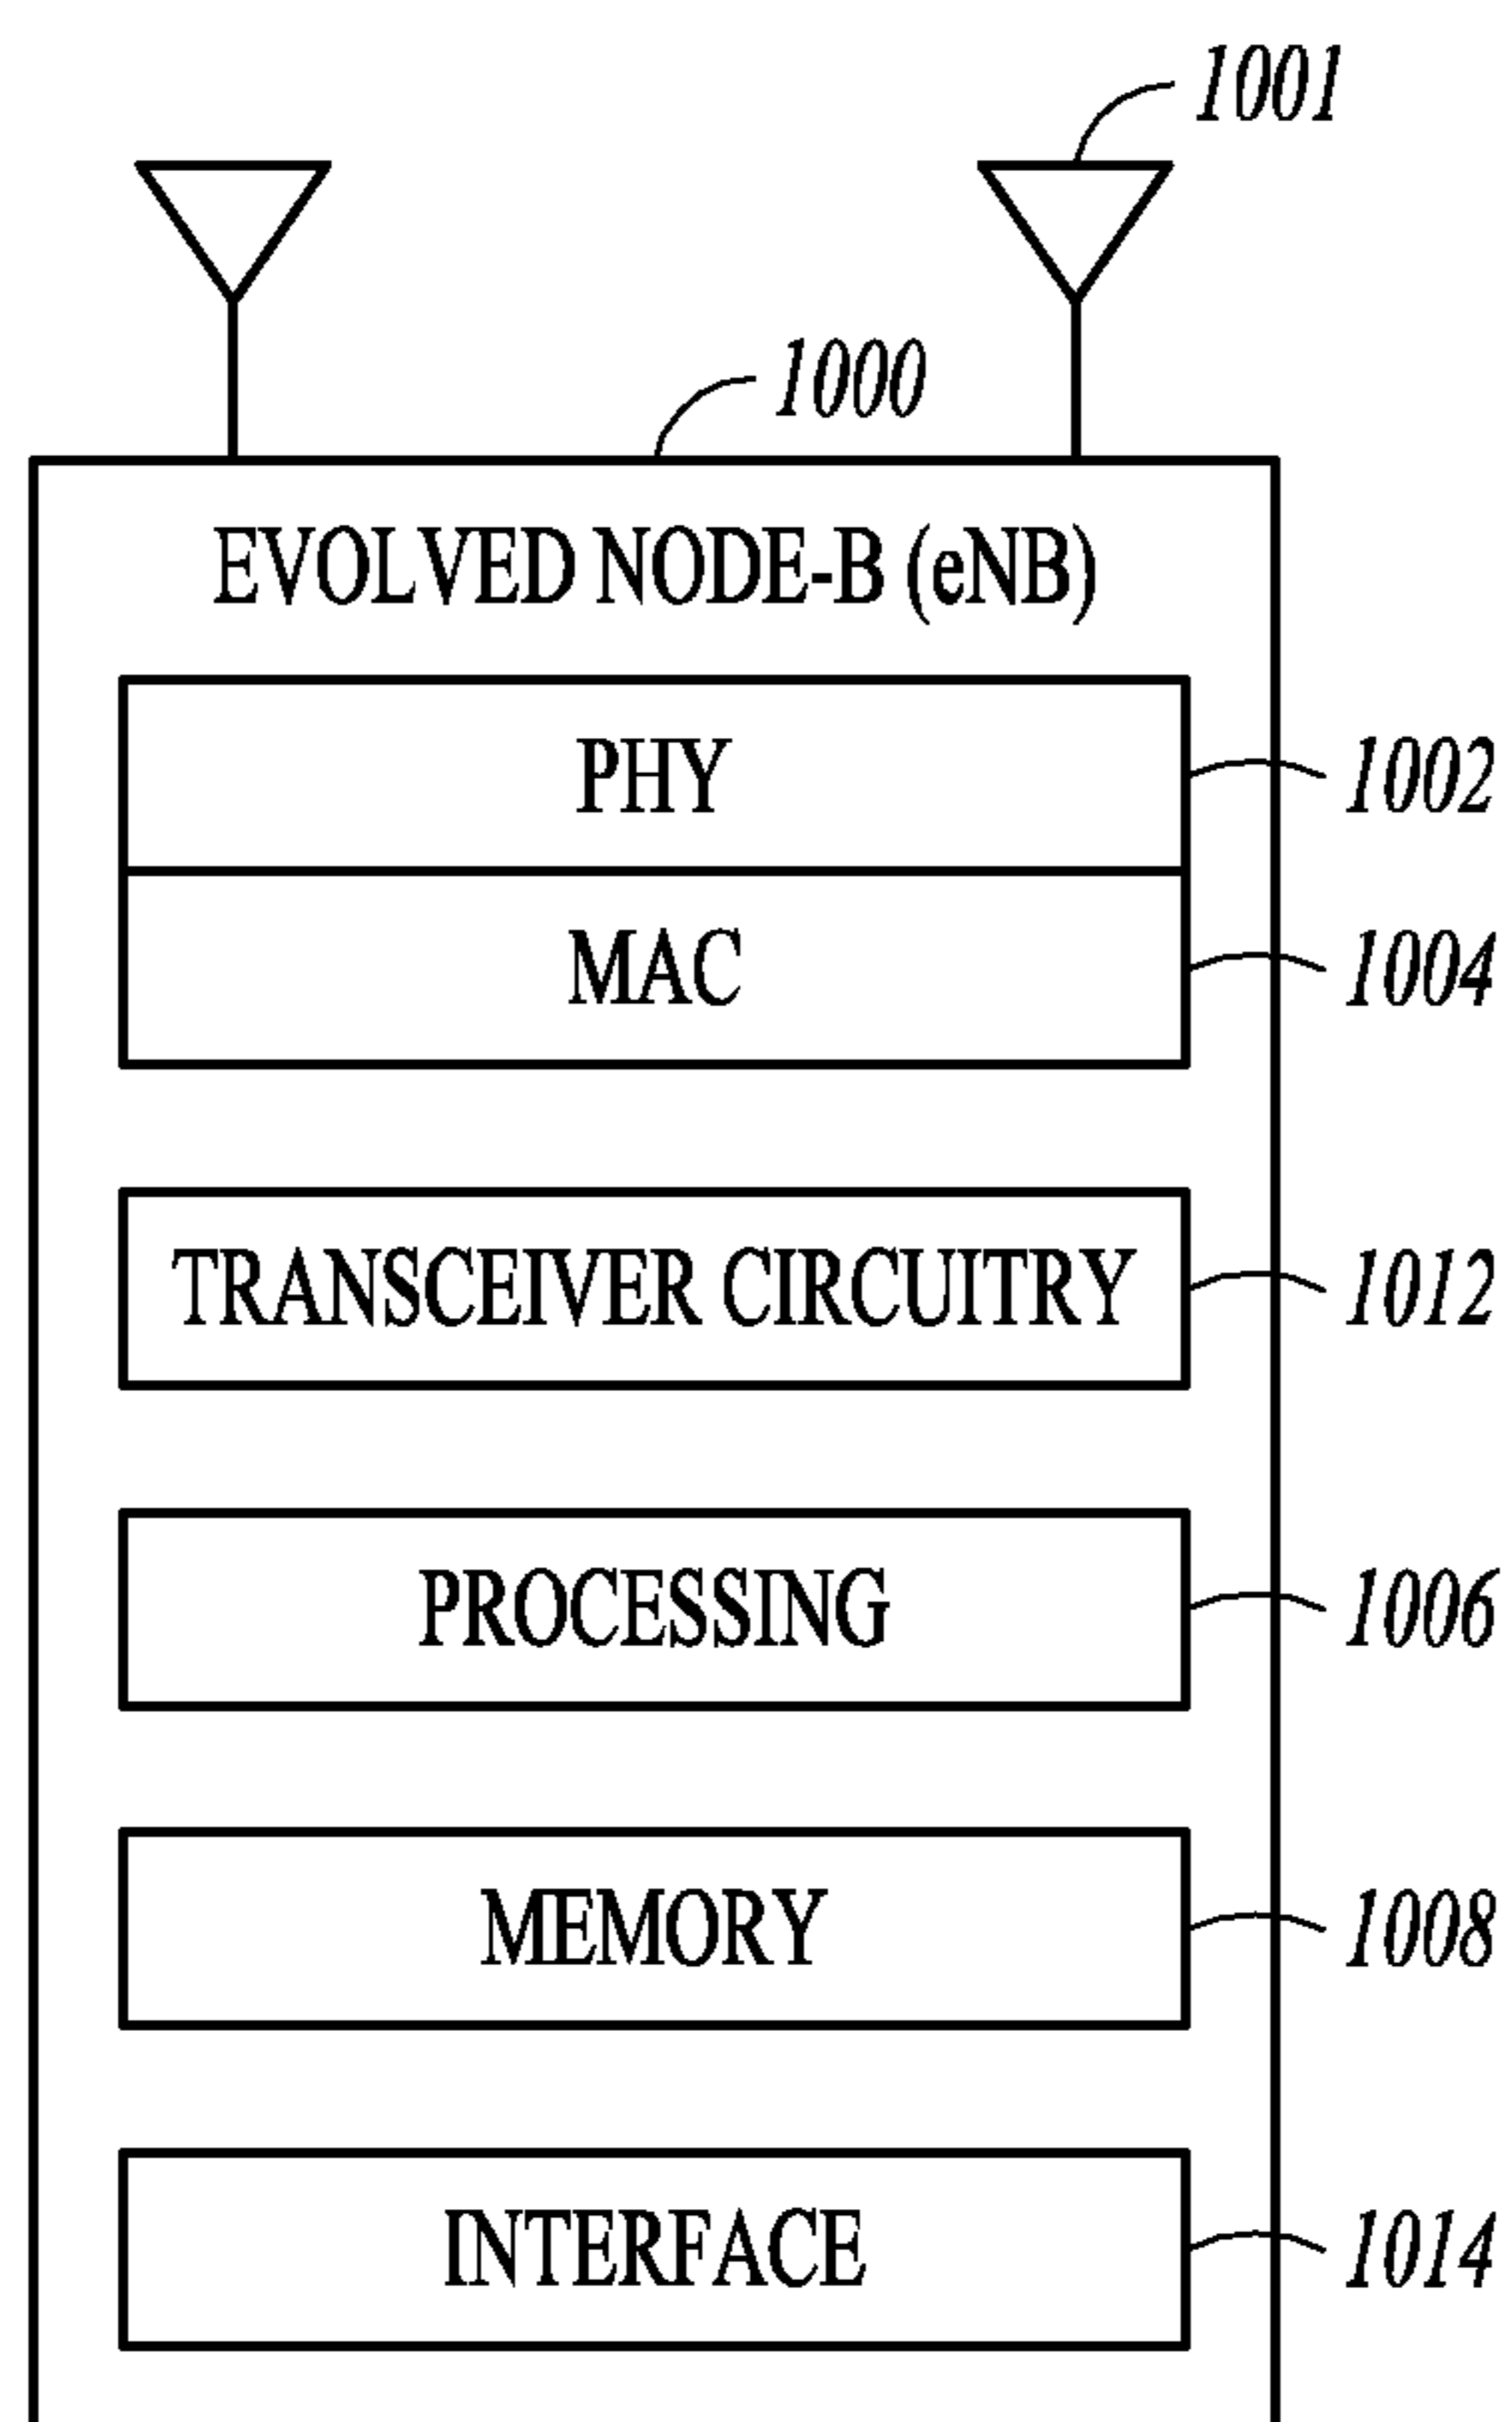 1001
1000
EVOLVED NODE-B (eNB)
PHY 1002
MAC 1004
TRANSCEIVER CIRCUITRY 1012
PROCESSING 1006
MEMORY 1008
INTERFACE 1014